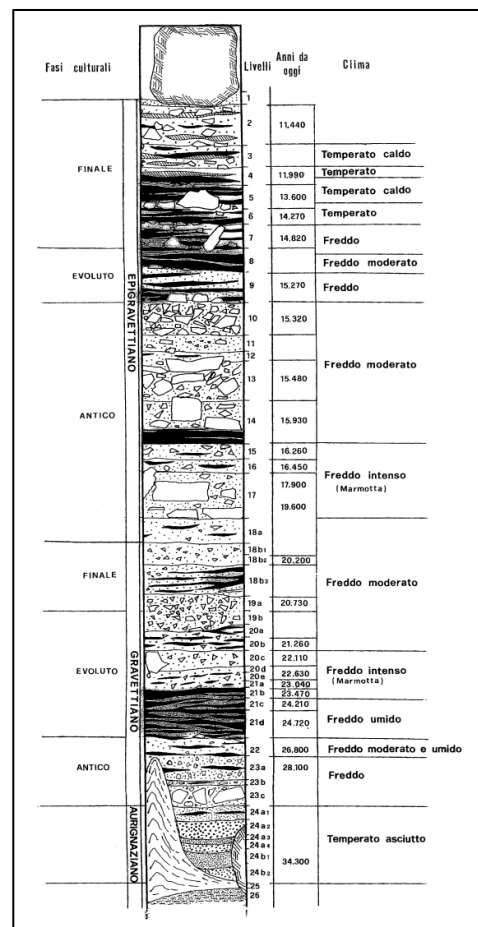 Fasi culturali Livelli Anni da oggi Clima
1
2 11,440
3 Temperato caldo
FINALE
4 11.990 Temperato
5 13.600 Temperato caldo
6 14,270 Temperato
7 14,820 Freddo
8 Freddo moderato
EVOLUTO
9 15.270 Freddo
EPIGRAVETTIANO
10 15.320
11
12
Freddo moderato
13 15.480
ANTICO
14 15.930
15 16.260
16 16.450
Freddo intenso
(Marmotta)
17 17.900
19.600
18a
18b1
18b2 20.200
FINALE
18b3 Freddo moderato
19a 20.730
19b
20a
20b 21.260
GRAVETTIANO
EVOLUTO
20c 22.110
20d
Freddo intenso
20e 22.630
(Marmotta)
21a 23.040
21b 23.470
21c 24.210
21d 24.720 Freddo umido
22 26.800 Freddo moderato e umido
ANTICO
23a 28.100
Freddo
23b
23c
AURIGNAZIANO
24a1
24a2
24a3
Temperato asciutto
24a4
24b1 34.300
24b2
25
26